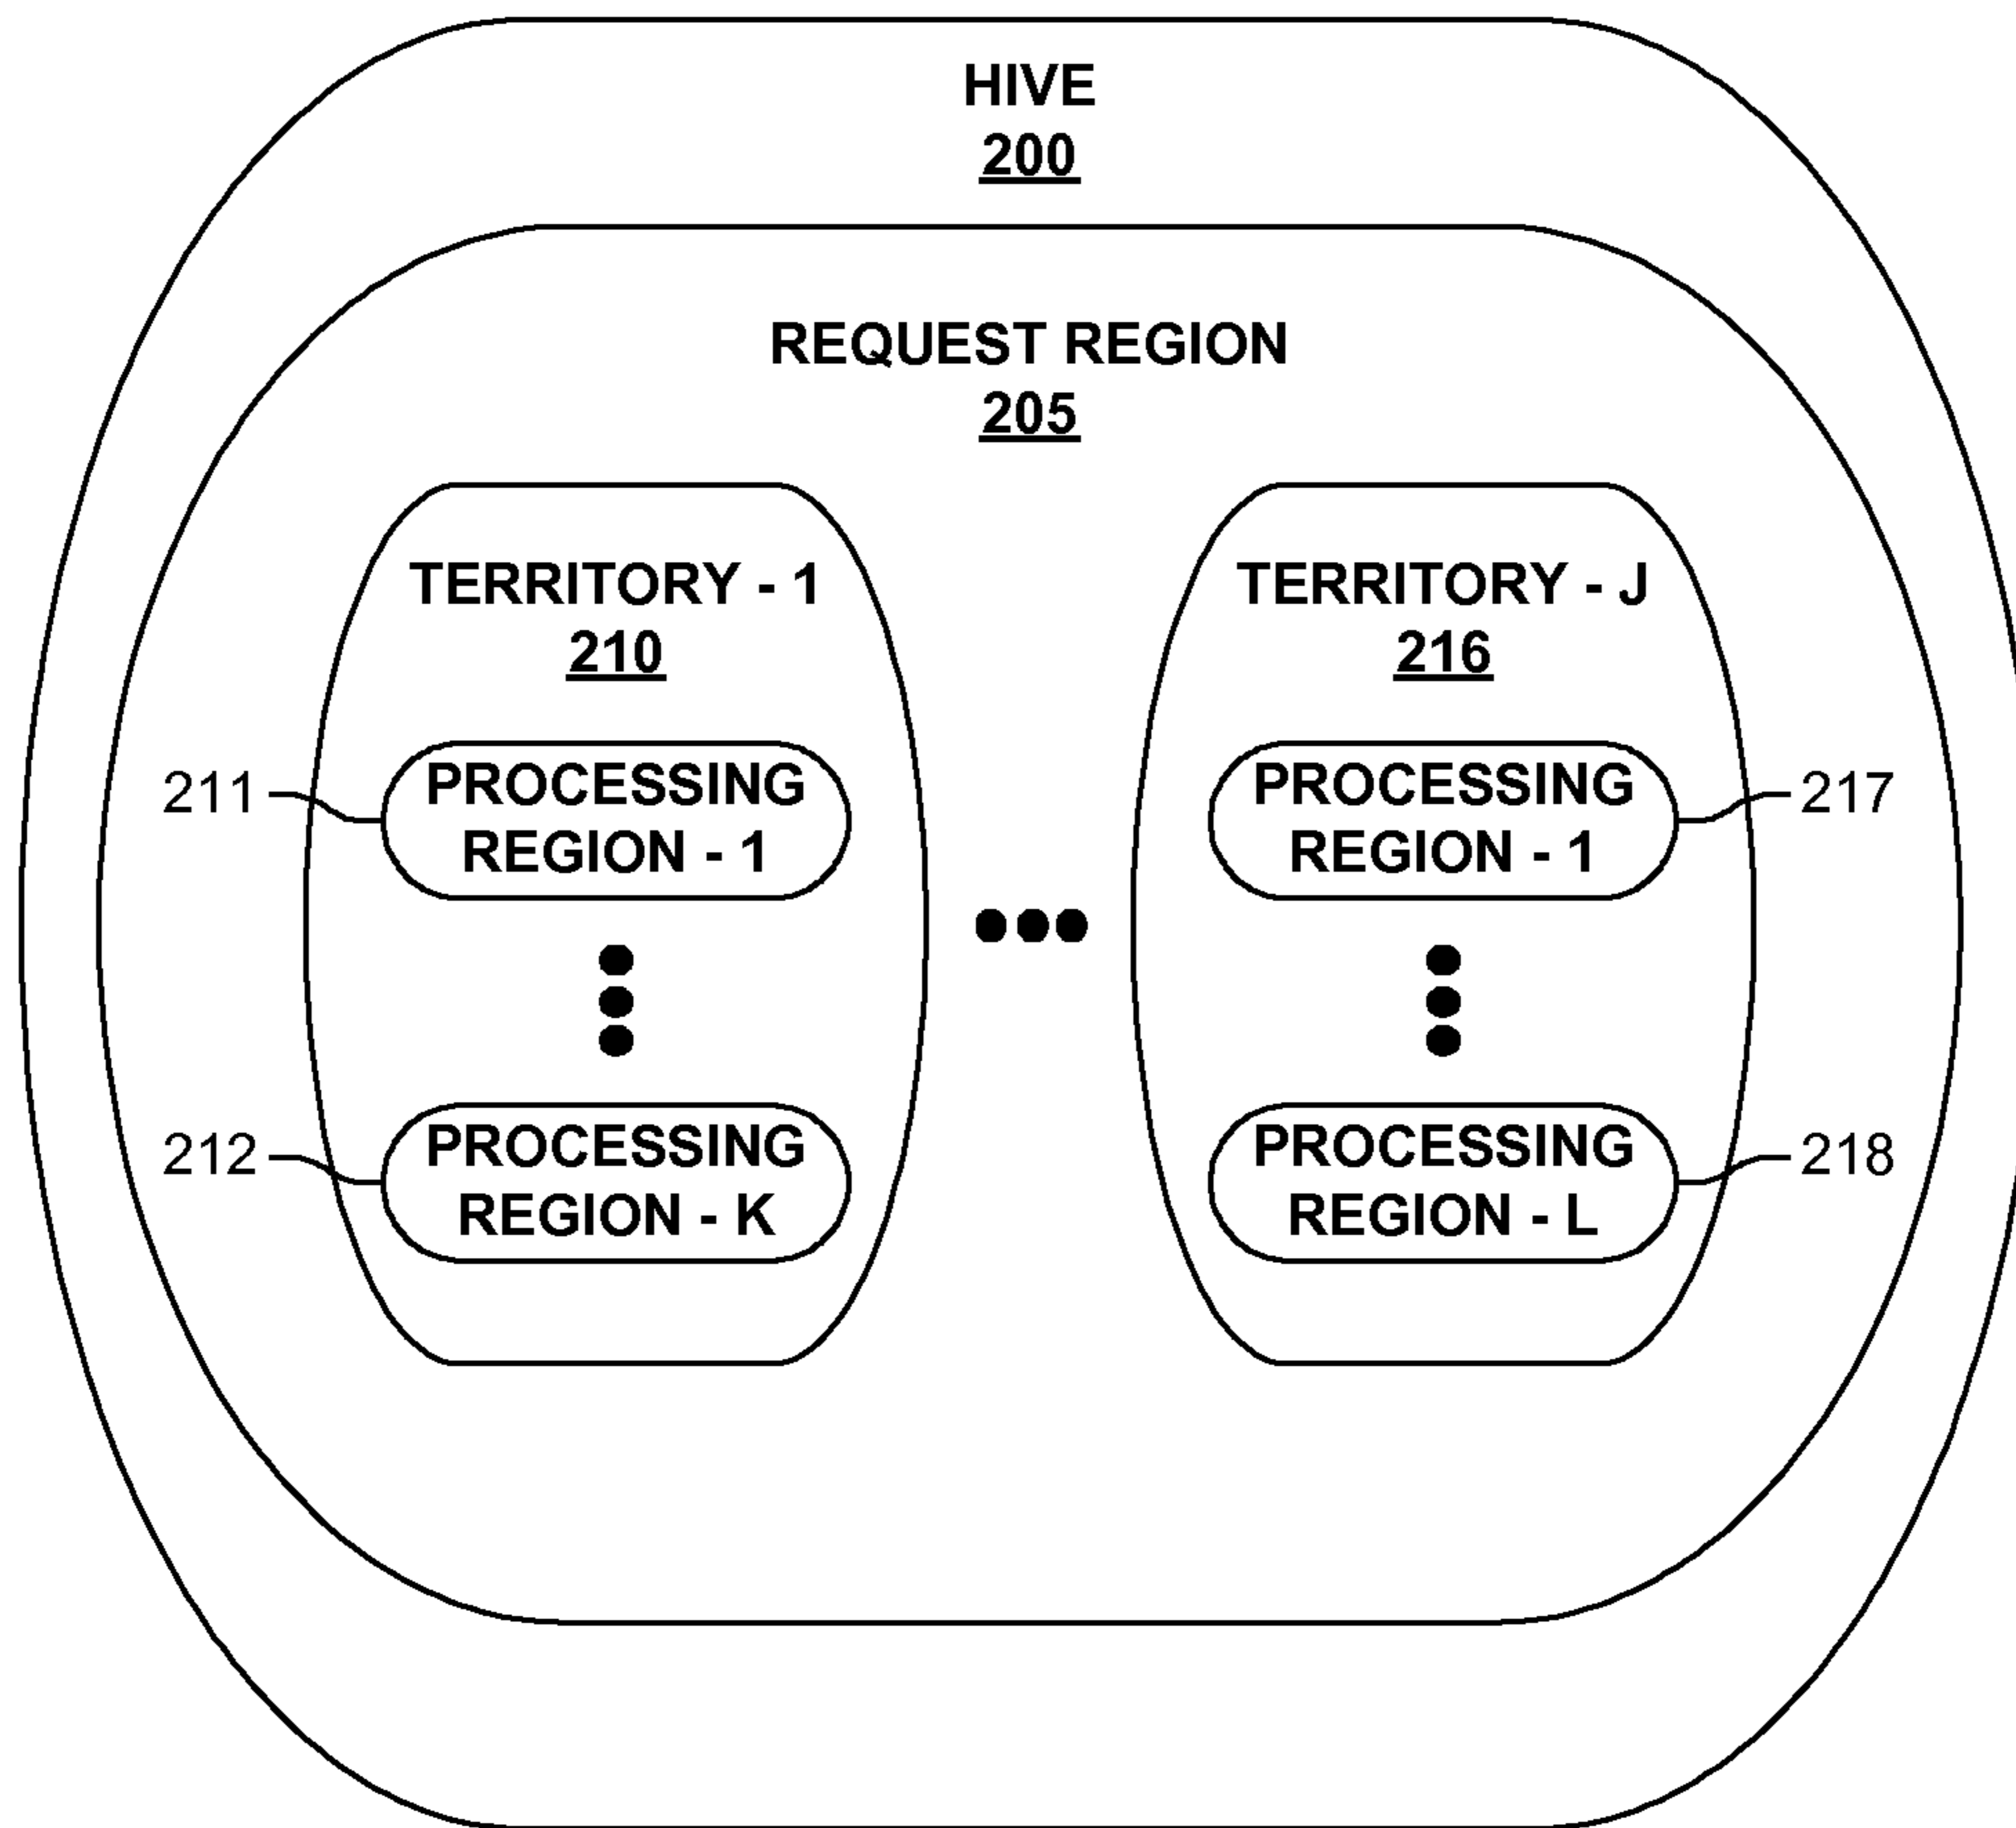 HIVE
200
REQUEST REGION
205
TERRITORY - 1
210
TERRITORY - J
216
211
PROCESSING
REGION - 1
PROCESSING
REGION - 1
217
212
PROCESSING
REGION - K
PROCESSING
REGION - L
218